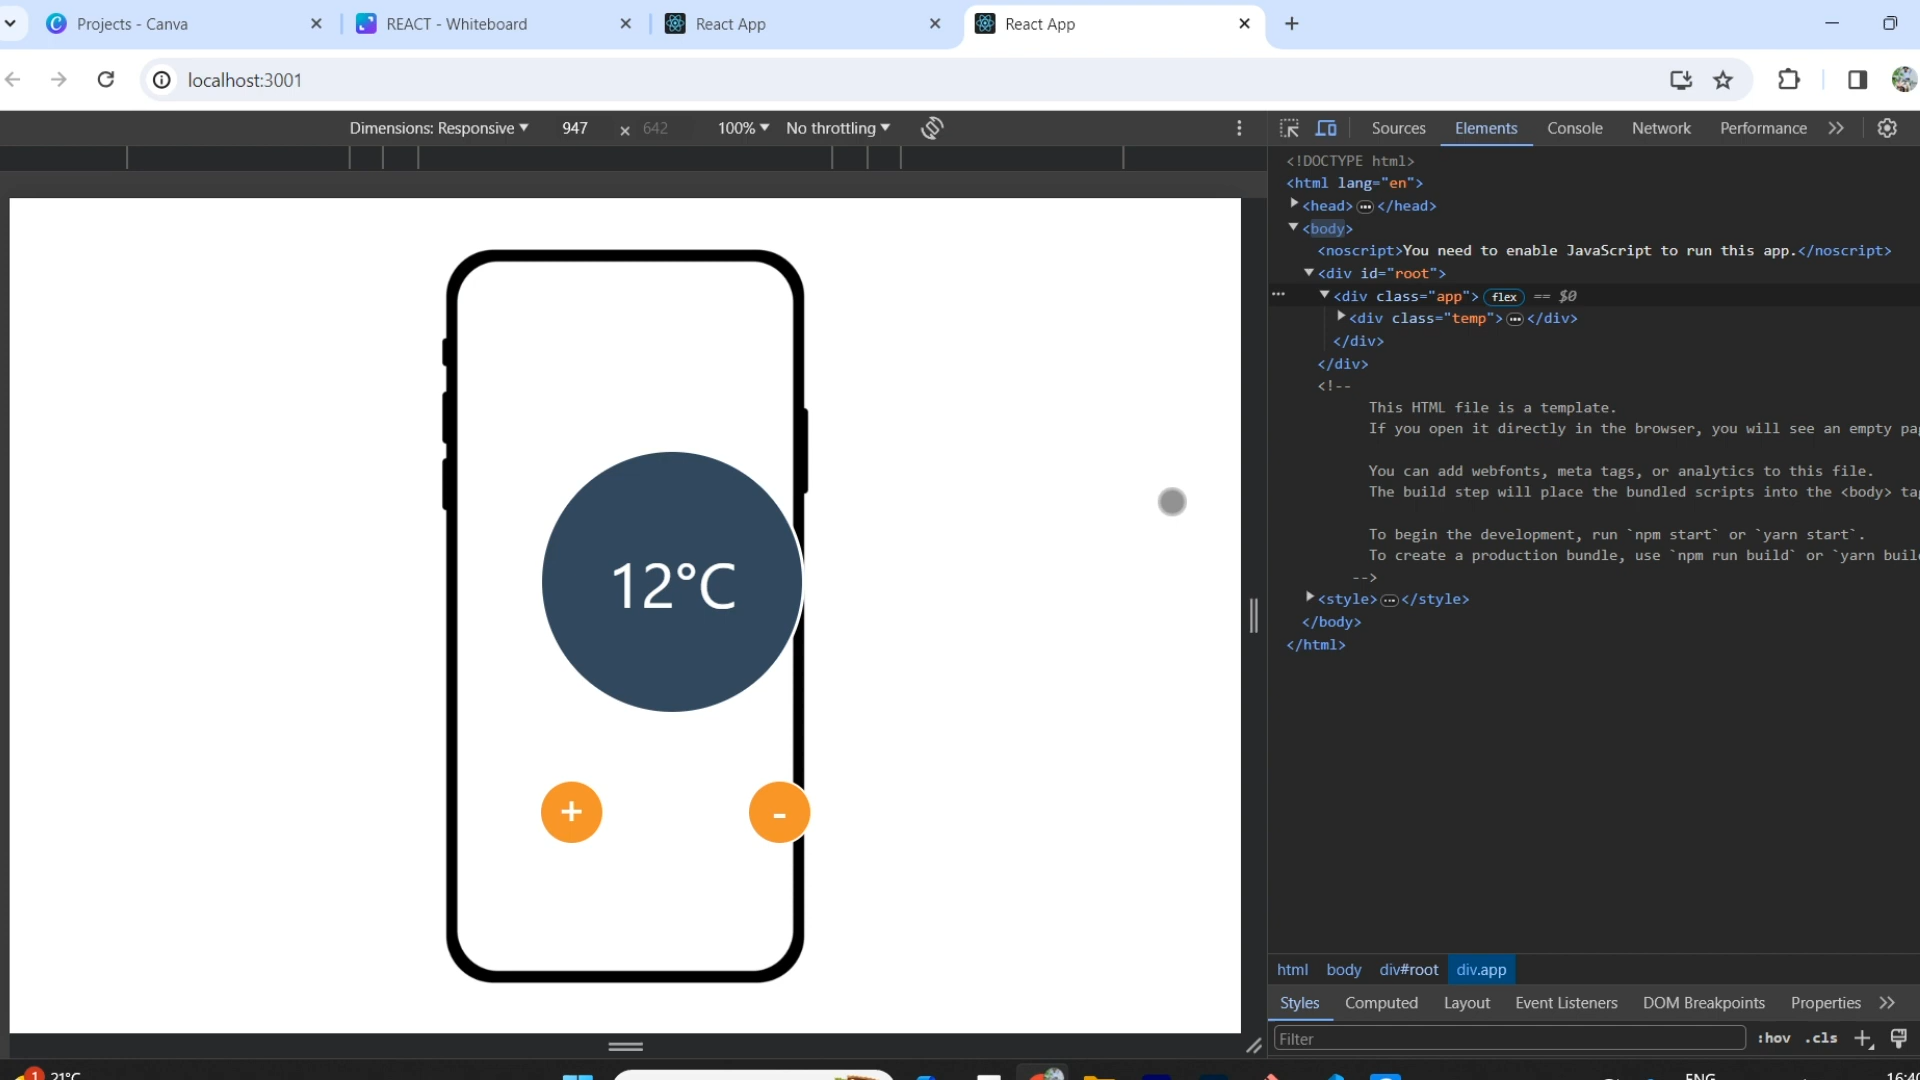 Projects - Canva
REACT - Whiteboard
React App
React App
localhost:3001
Dimensions: Responsive
947
x
642
100%
No throttling
Sources
Elements
Console
Network
Performance
<!DOCTYPE html>
<html lang="en">
<head> </head>
<body>
<noscript>You need to enable JavaScript to run this app.</noscript>
<div id="root">
<div class="app"> flex == $0
<div class="temp"> </div>
</div>
</div>
<!--
This HTML file is a template.
If you open it directly in the browser, you will see an empty pa
You can add webfonts, meta tags, or analytics to this file.
The build step will place the bundled scripts into the <body> ta
To begin the development, run `npm start` or `yarn start`.
To create a production bundle, use `npm run build` or `yarn buil
-->
<style> </style>
</body>
</html>
12°C
+
-
html
body
div#root
div.app
Styles
Computed
Layout
Event Listeners
DOM Breakpoints
Properties
Filter
:hov
.cls
1
21°C
ENG